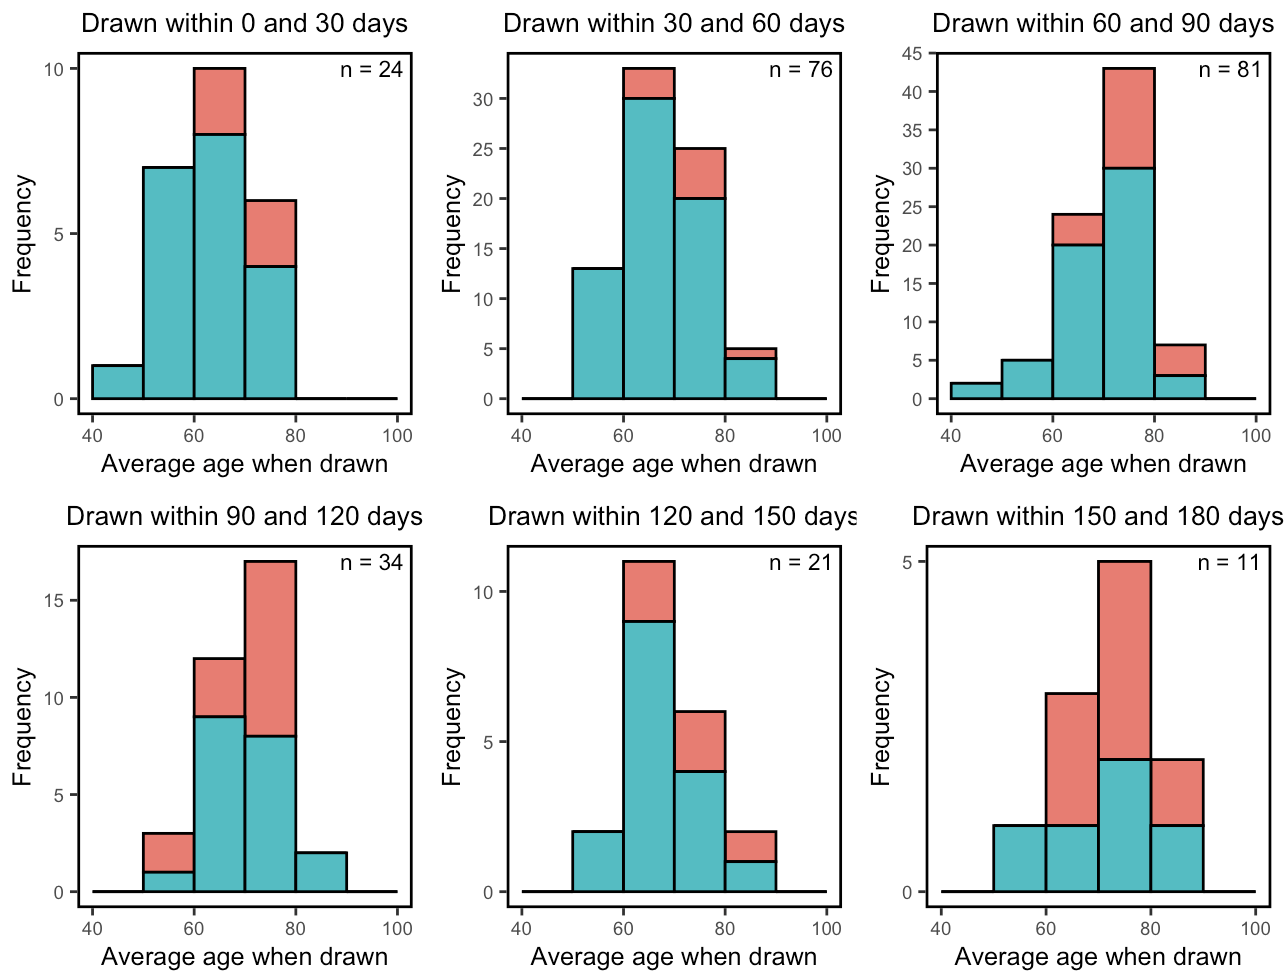 Drawn within 0 and 30 days
n = 24
10
5
0
Frequency
40 60 80 100
Average age when drawn
Drawn within 30 and 60 days
n = 76
30
25
20
15
10
5
0
Frequency
40 60 80 100
Average age when drawn
Drawn within 60 and 90 days
n = 81
45
40
35
30
25
20
15
10
5
0
Frequency
40 60 80 100
Average age when drawn
Drawn within 90 and 120 days
n = 34
15
10
5
0
Frequency
40 60 80 100
Average age when drawn
Drawn within 120 and 150 days
n = 21
10
5
0
Frequency
40 60 80 100
Average age when drawn
Drawn within 150 and 180 days
n = 11
5
0
Frequency
40 60 80 100
Average age when drawn